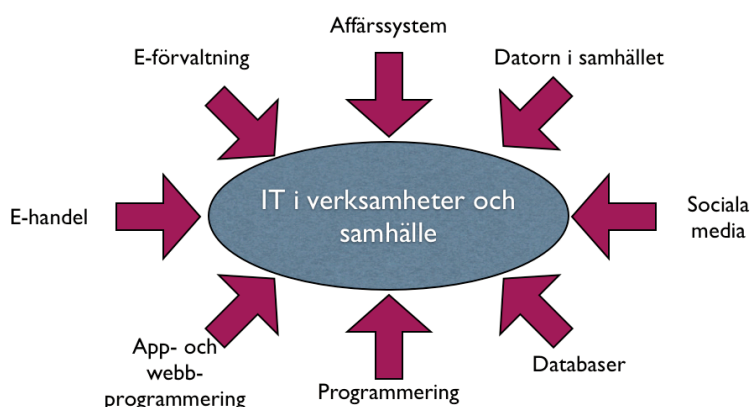 Affärssystem
E-förvaltning
Datorn i samhället
IT i verksamheter och
samhälle
E-handel
Sociala
media
App- och
webb-
programmering
Programmering
Databaser